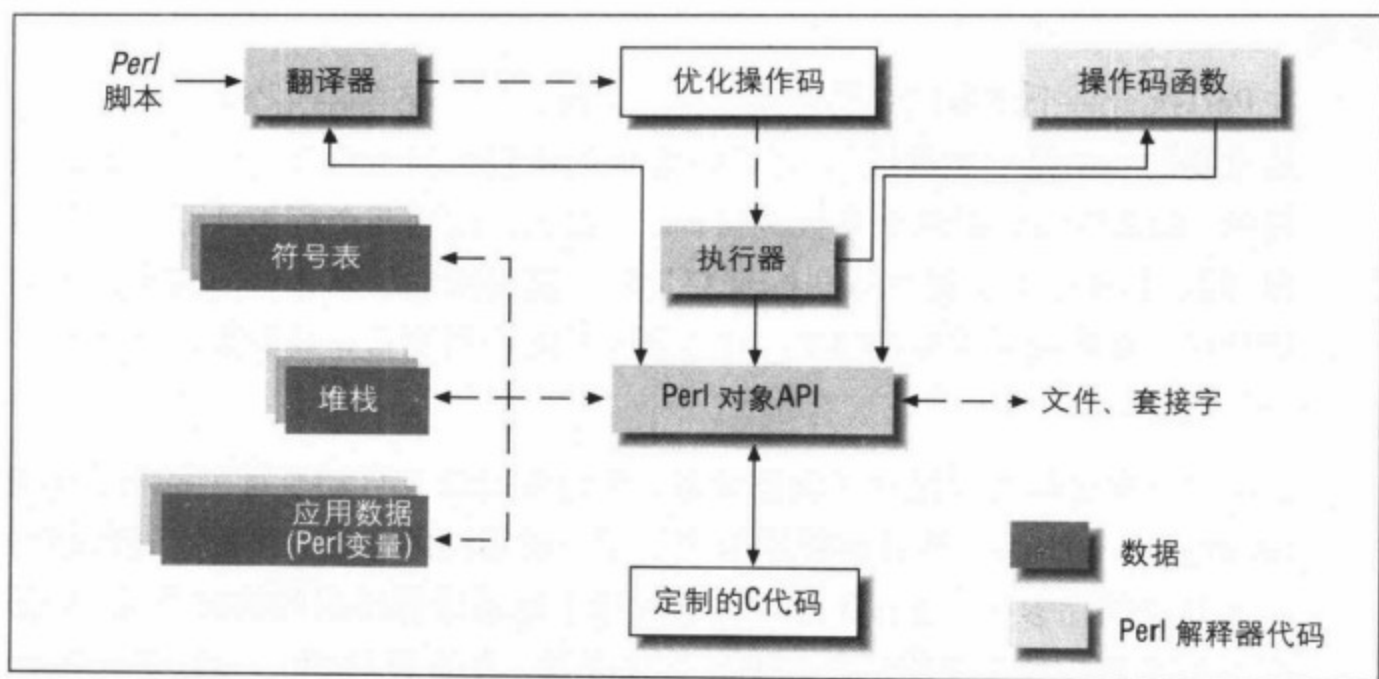 Perl
脚本
翻译器
优化操作码
操作码函数
符号表
执行器
堆栈
Perl 对象API
文件、套接字
应用数据
(Perl变量)
定制的C代码
数据
Perl 解释器代码